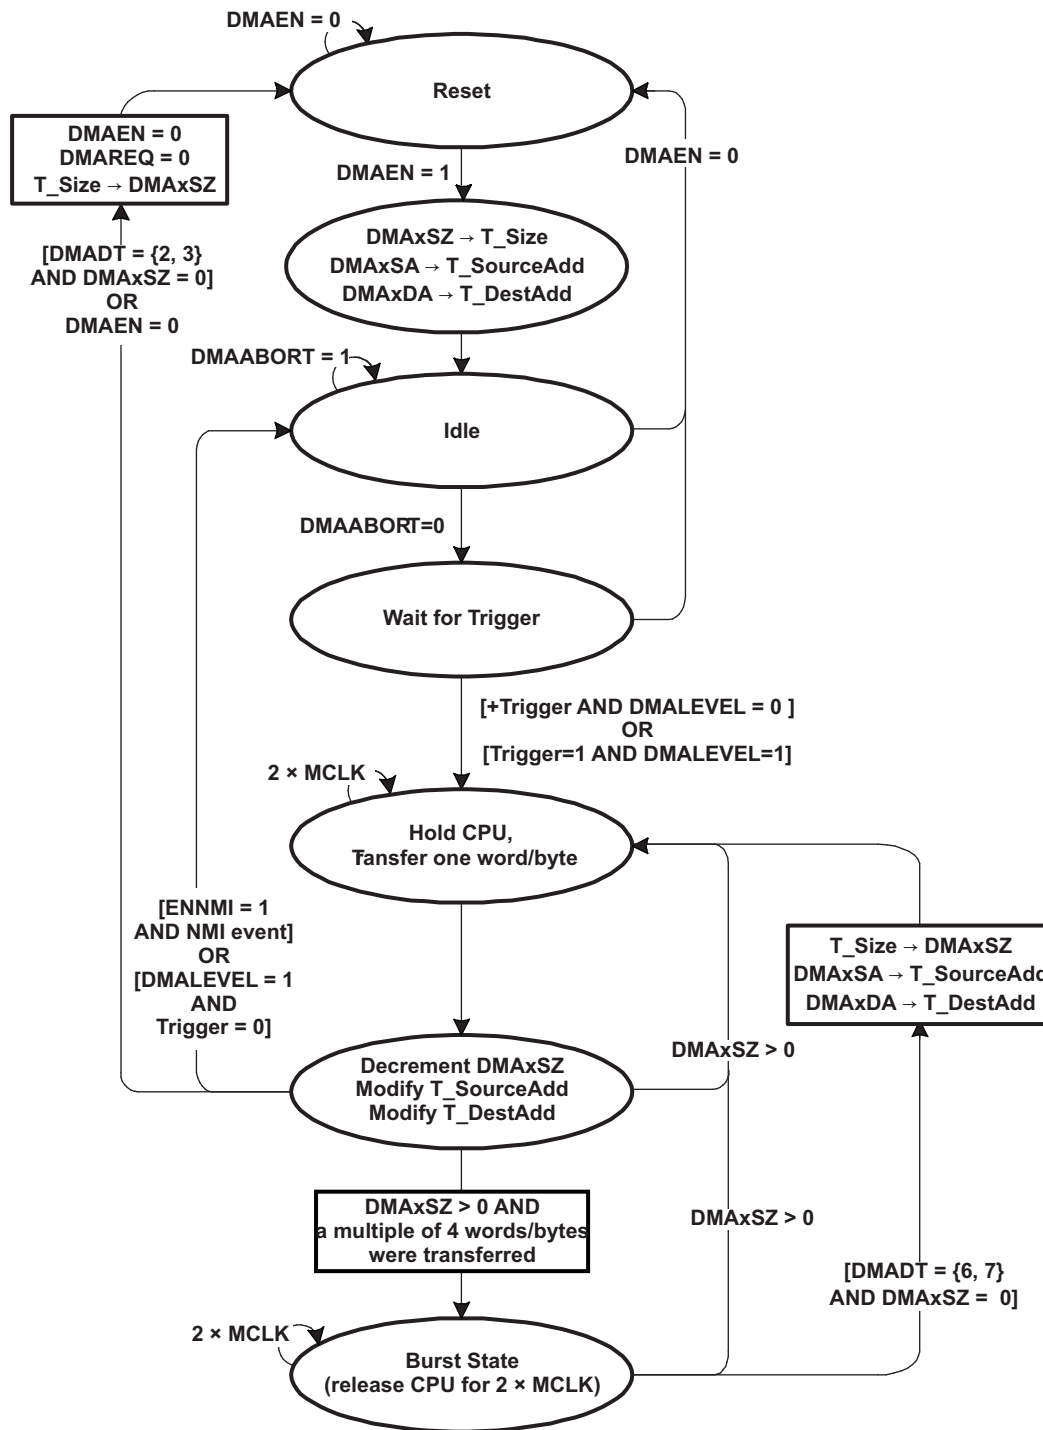 DMAEN = 0
Reset
DMAEN = 0
DMAREQ = 0
T_Size → DMAxSZ
DMAEN = 0
DMAEN = 1
[DMADT = {2, 3}
AND DMAxSZ = 0]
OR
DMAEN = 0
DMAxSZ → T_Size
DMAxSA → T_SourceAdd
DMAxDA → T_DestAdd
DMAABORT = 1
Idle
DMAABORT=0
Wait for Trigger
[+Trigger AND DMALEVEL = 0 ]
OR
[Trigger=1 AND DMALEVEL=1]
2 × MCLK
Hold CPU,
Tansfer one word/byte
[ENNMI = 1
AND NMI event]
OR
[DMALEVEL = 1
AND
Trigger = 0]
T_Size → DMAxSZ
DMAxSA → T_SourceAdd
DMAxDA → T_DestAdd
DMAxSZ > 0
Decrement DMAxSZ
Modify T_SourceAdd
Modify T_DestAdd
DMAxSZ > 0 AND
a multiple of 4 words/bytes
were transferred
DMAxSZ > 0
[DMADT = {6, 7}
AND DMAxSZ = 0]
2 × MCLK
Burst State
(release CPU for 2 × MCLK)